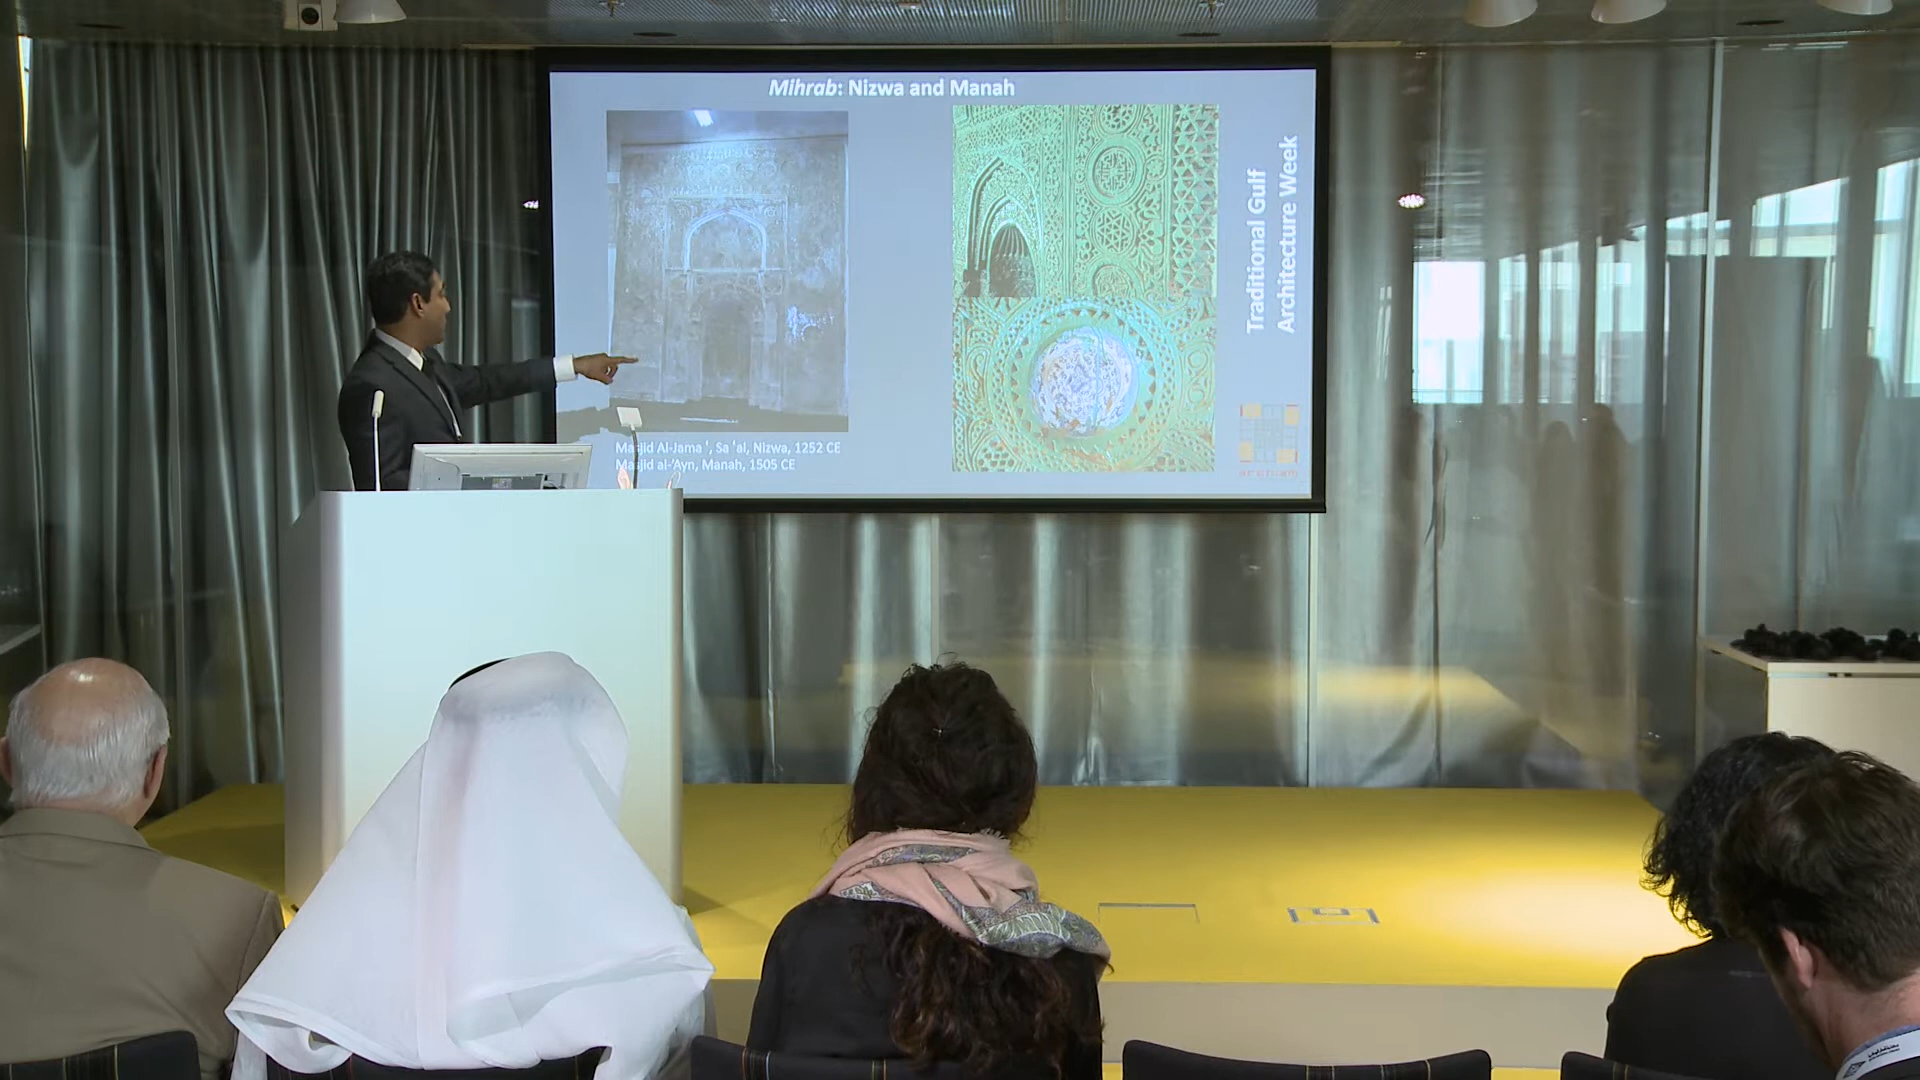 Mihrab: Nizwa and Manah
Traditional Gulf
Architecture Week
Masjid Al-Jama', Sa'al, Nizwa, 1252 CE
Masjid al-'Ayn, Manah, 1505 CE
archiam